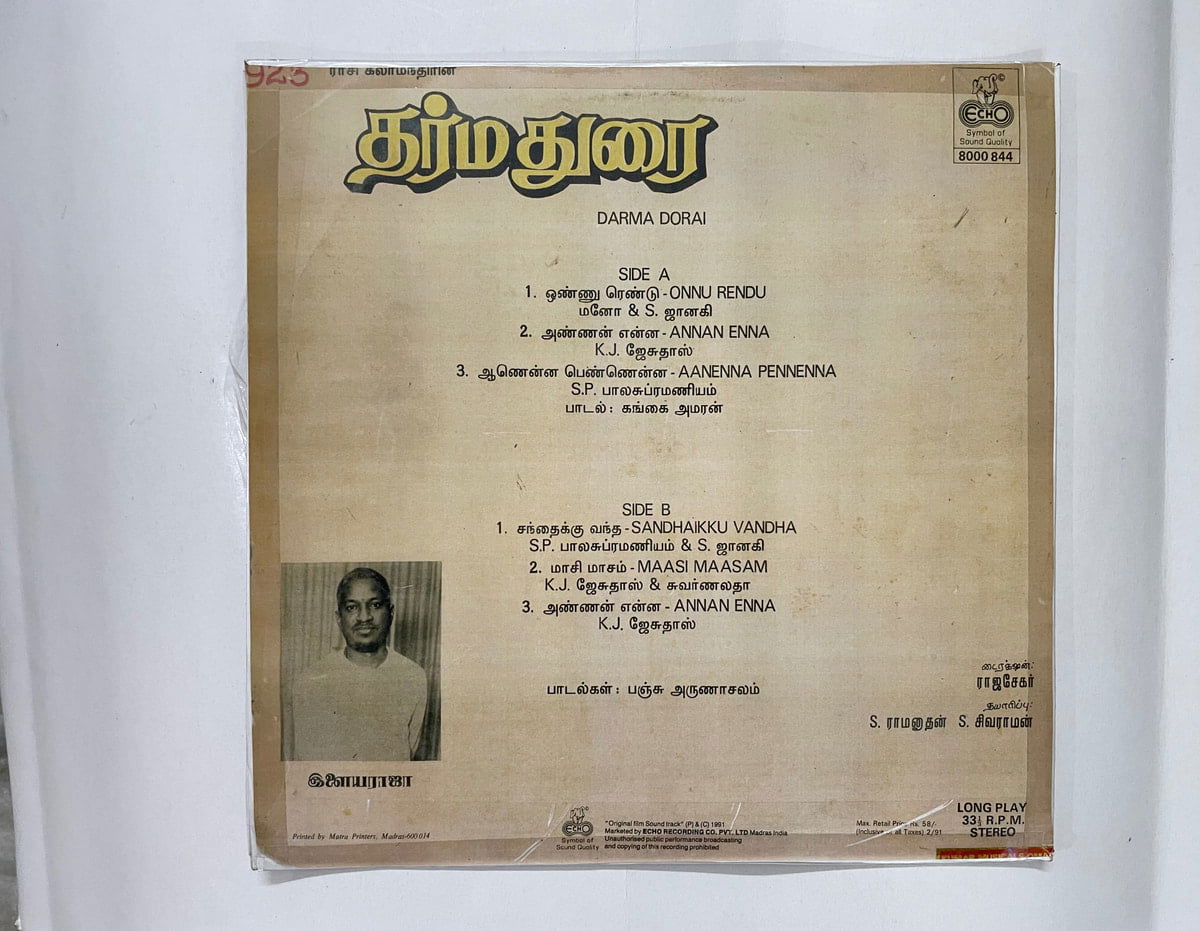 923
ராசி கலாமந்திரின்
தர்மதுரை
©
ECHO
Symbol of
Sound Quality
8000 844
DARMA DORAI
SIDE A
1. ஒண்ணு ரெண்டு - ONNU RENDU
மனோ & S. ஜானகி
2. அண்ணன் என்ன - ANNAN ENNA
K.J. ஜேசுதாஸ்
3. ஆணென்ன பெண்ணென்ன - AANENNA PENNENNA
S.P. பாலசுப்ரமணியம்
பாடல் : கங்கை அமரன்
SIDE B
1. சந்தைக்கு வந்த - SANDHAIKKU VANDHA
S.P. பாலசுப்ரமணியம் & S. ஜானகி
2. மாசி மாசம் - MAASI MAASAM
K.J. ஜேசுதாஸ் & சுவர்ணலதா
3. அண்ணன் என்ன - ANNAN ENNA
K.J. ஜேசுதாஸ்
பாடல்கள் : பஞ்சு அருணாசலம்
டைரக்ஷன்:
ராஜசேகர்
தயாரிப்பு:
S. ராமனாதன் S. சிவராமன்
இளையராஜா
Printed by Matra Printers, Madras-600 014
©
ECHO
Symbol of
Sound Quality
"Original film Sound track" (P) & (C) 1991
Marketed by ECHO RECORDING CO. PVT. LTD Madras India
Unauthorised public performance broadcasting
and copying of this recording prohibited
Max. Retail Price Rs. 58/-
(Inclusive of all Taxes) 2/91
LONG PLAY
33⅓ R.P.M.
STEREO